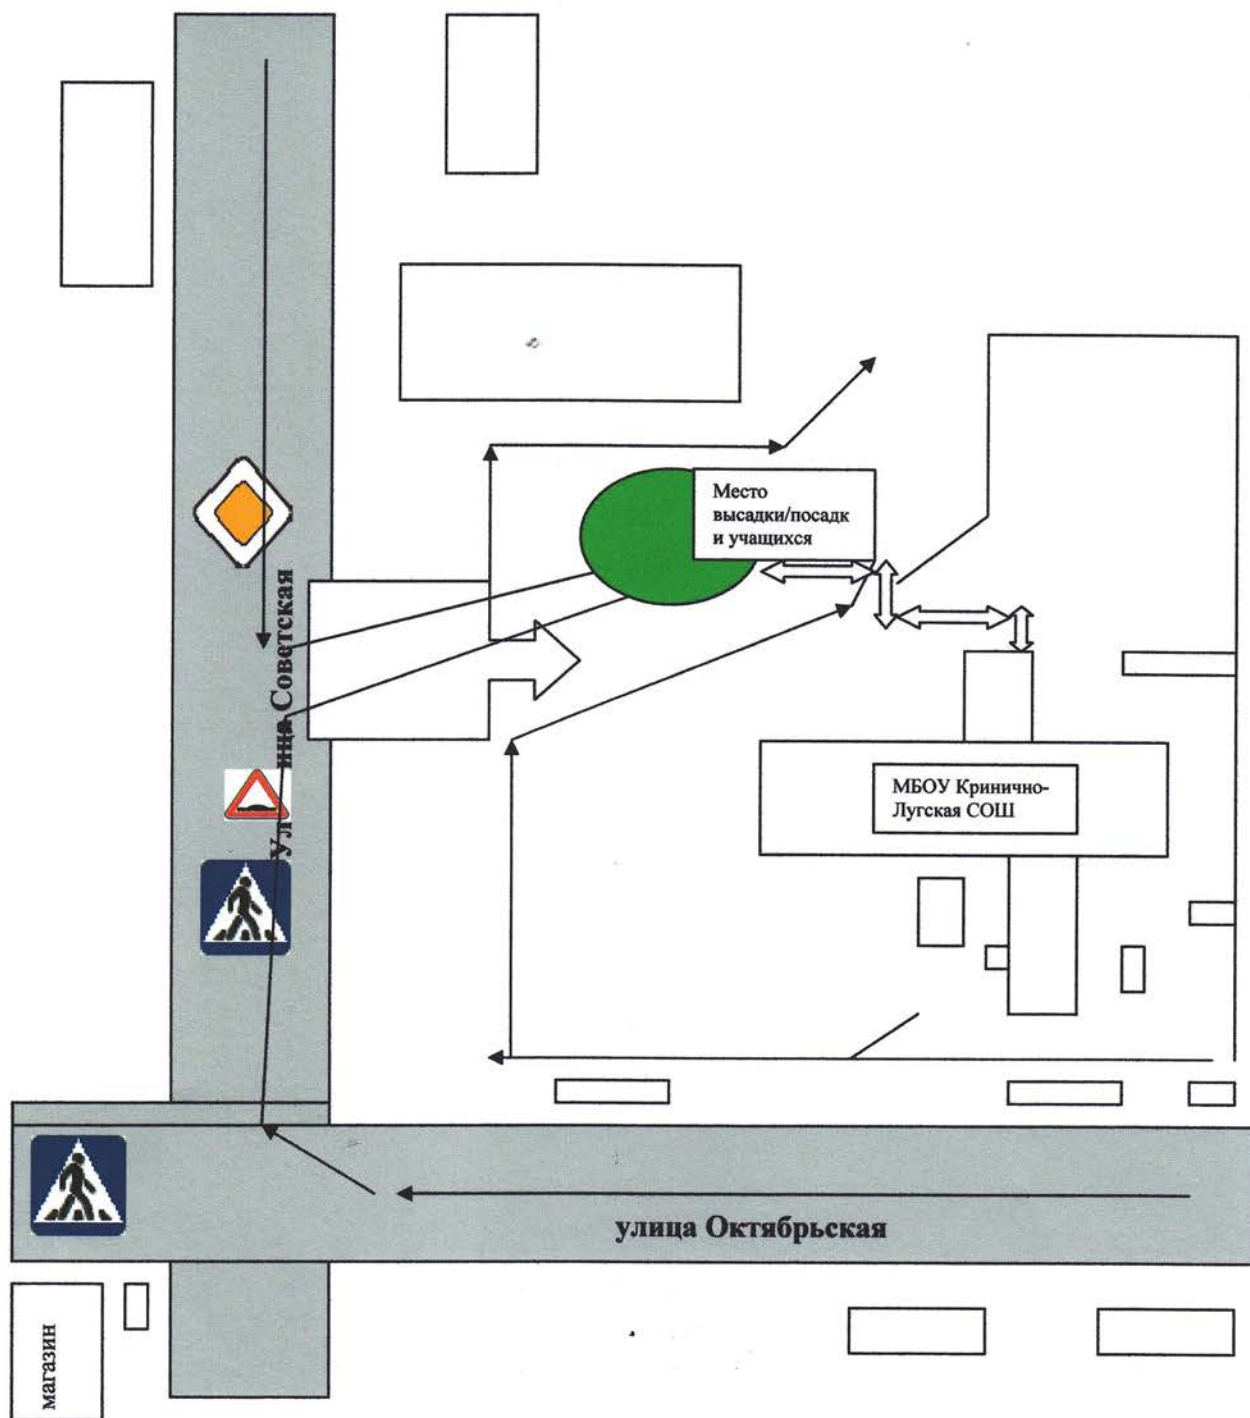 Место
высадки/посадк
и учащихся
Улица Советская
МБОУ Кринично-
Лугская СОШ
улица Октябрьская
магазин